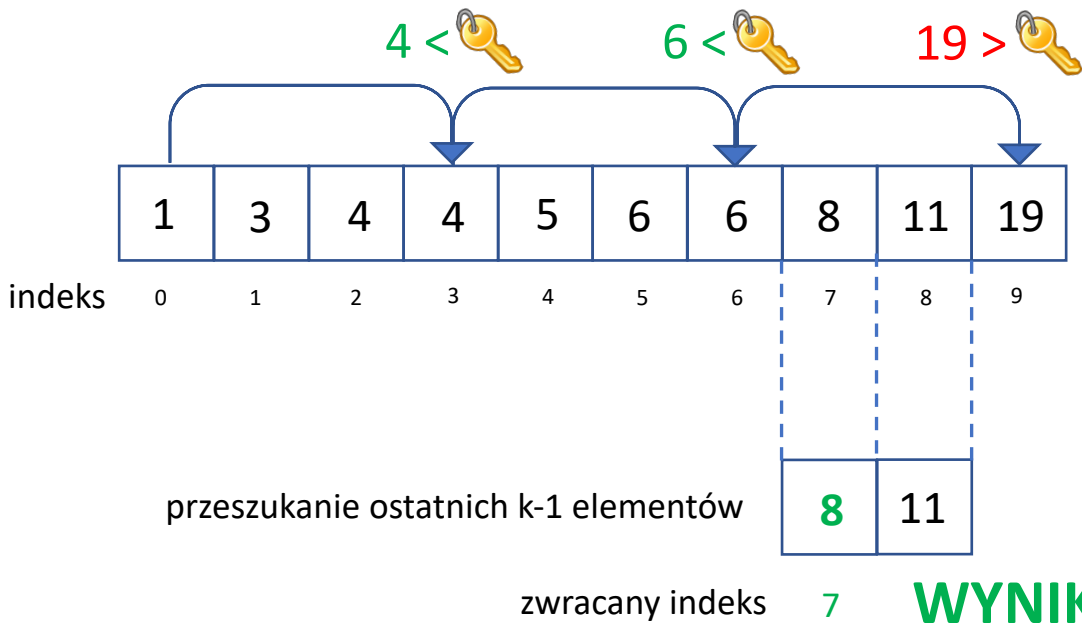 4 < 6 < 19 >
1 3 4 4 5 6 6 8 11 19
indeks 0 1 2 3 4 5 6 7 8 9
przeszukanie ostatnich k-1 elementów 8 11
zwracany indeks 7 WYNIK